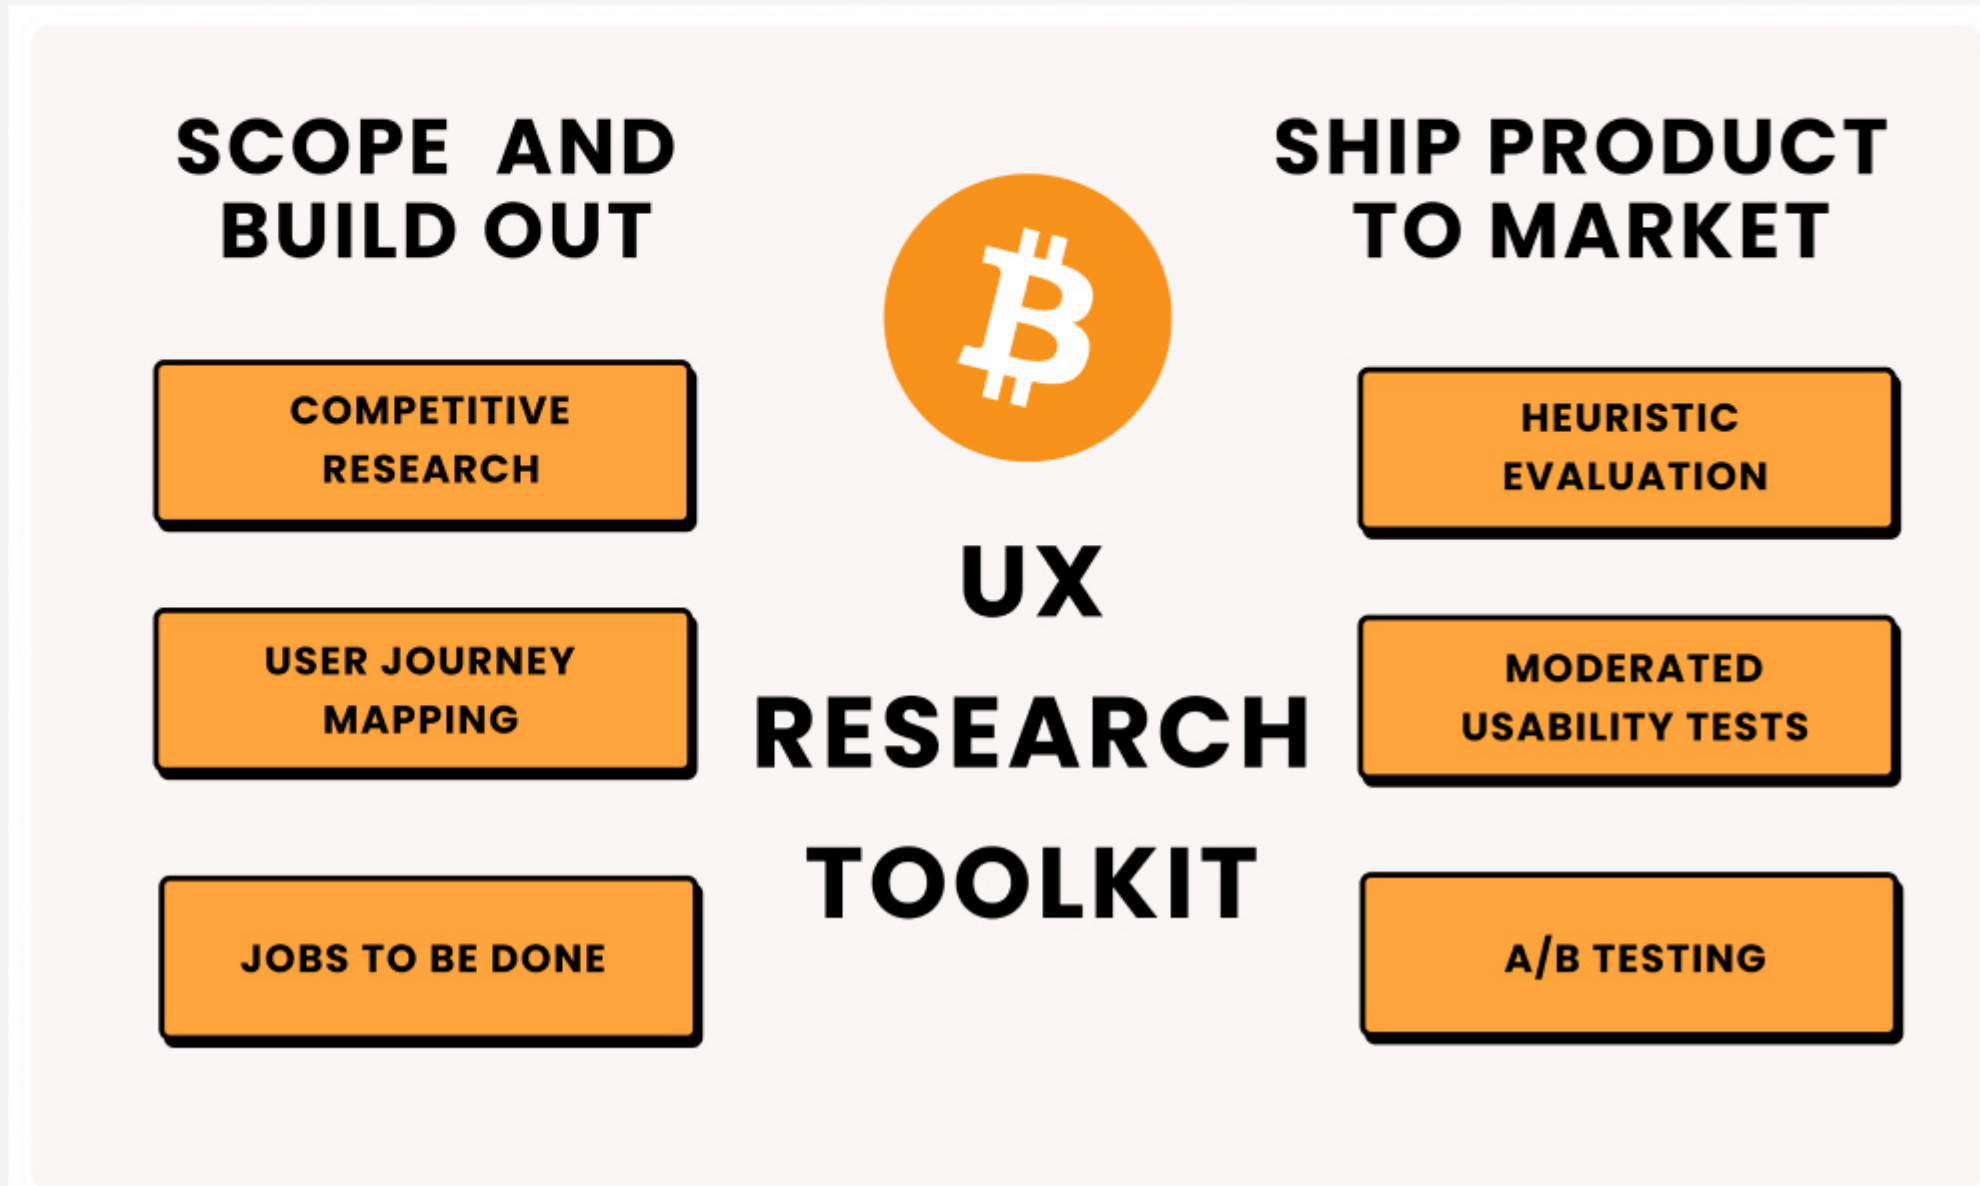 SCOPE AND
BUILD OUT
COMPETITIVE
RESEARCH
USER JOURNEY
MAPPING
JOBS TO BE DONE
UX
RESEARCH
TOOLKIT
SHIP PRODUCT
TO MARKET
HEURISTIC
EVALUATION
MODERATED
USABILITY TESTS
A/B TESTING